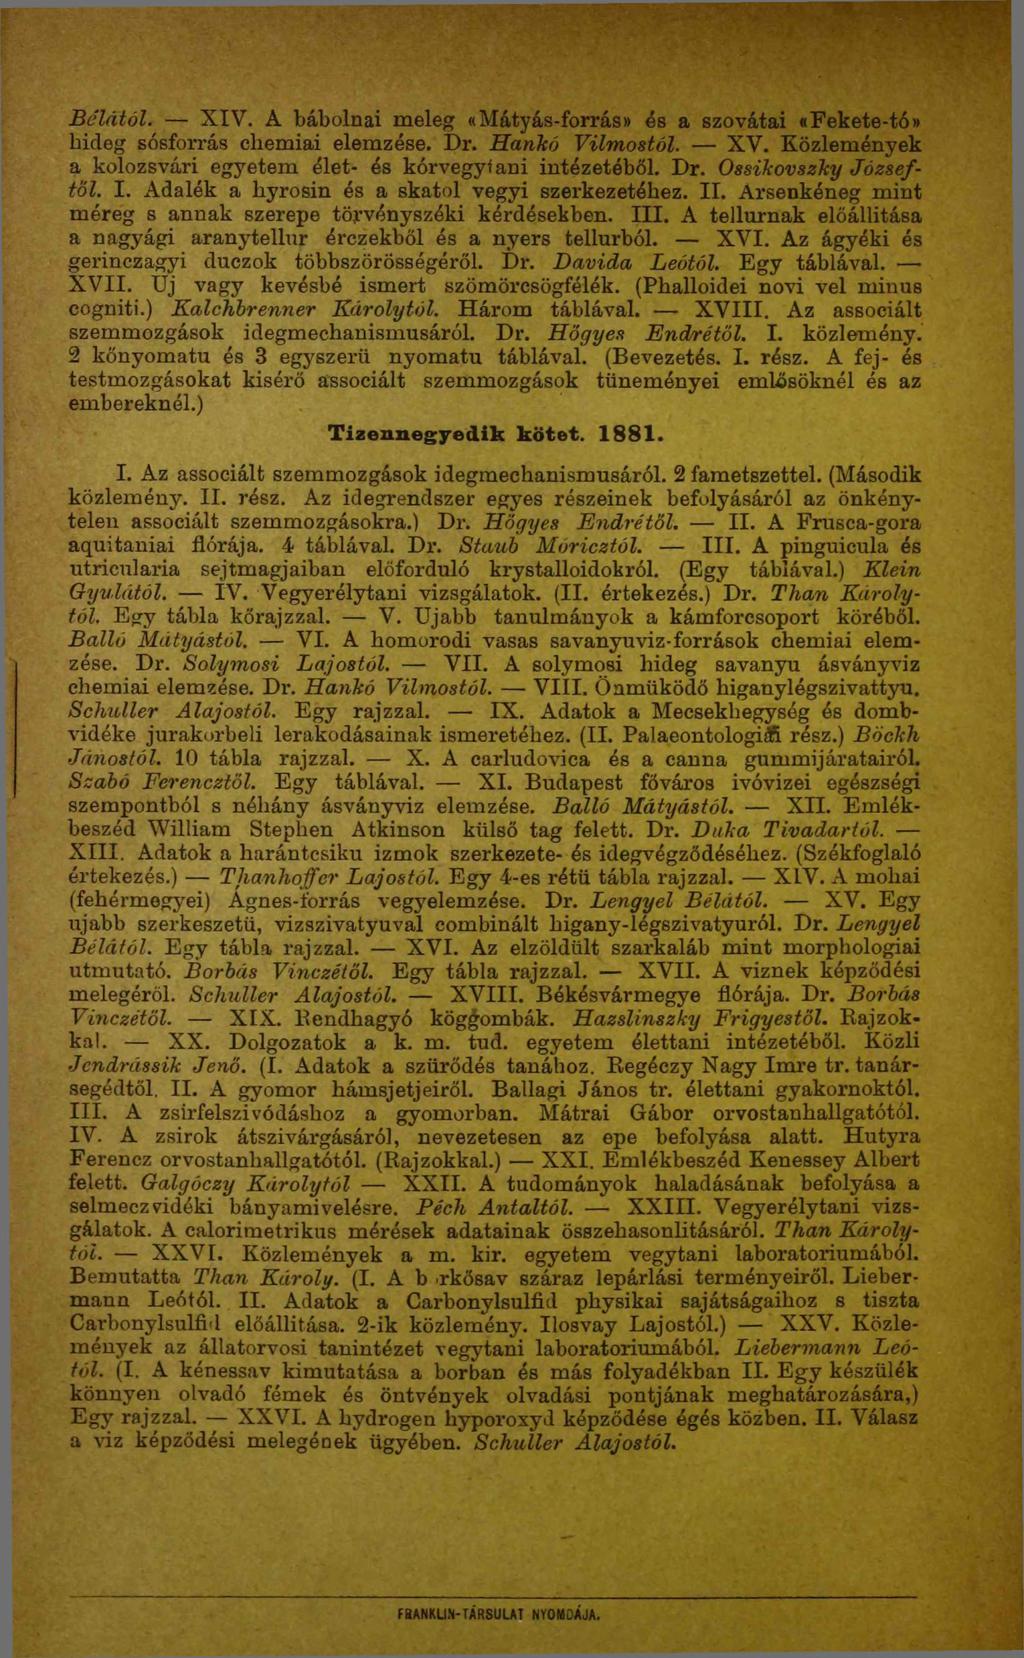 Bélától. — XIV. A bábolnai meleg «Mátyás-forrás» és a szovátai «Fekete-tó»
hideg sósforrás chemiai elemzése. Dr. Hankó Vilmostól. — XV. Közlemények
a kolozsvári egyetem élet- és kórvegytani intézetéből. Dr. Ossikovszky József-
től. I. Adalék a hyrosin és a skatol vegyi szerkezetéhez. II. Arsenkéneg mint
méreg s annak szerepe törvényszéki kérdésekben. III. A tellurnak előállitása
a nagyági aranytellur érczekből és a nyers tellurból. — XVI. Az ágyéki és
gerinczagyi duczok többszörösségéről. Dr. Davida Leótól. Egy táblával. —
XVII. Uj vagy kevésbé ismert szömörcsögfélék. (Phalloidei novi vel minus
cogniti.) Kalchbrenner Károlytól. Három táblával. — XVIII. Az associált
szemmozgások idegmechanismusáról. Dr. Hőgyes Endrétől. I. közlemény.
2 kőnyomatu és 3 egyszerü nyomatu táblával. (Bevezetés. I. rész. A fej- és
testmozgásokat kisérő associált szemmozgások tüneményei emlősöknél és az
embereknél.)
Tizennegyedik kötet. 1881.
I. Az associált szemmozgások idegmechanismusáról. 2 fametszettel. (Második
közlemény. II. rész. Az idegrendszer egyes részeinek befolyásáról az önkény-
telen associált szemmozgásokra.) Dr. Hőgyes Endrétől. — II. A Frusca-gora
aquitaniai flórája. 4 táblával. Dr. Staub Móricztól. — III. A pinguicula és
utricularia sejtmagjaiban előforduló krystalloidokról. (Egy táblával.) Klein
Gyulától. — IV. Vegyerélytani vizsgálatok. (II. értekezés.) Dr. Than Károly-
tól. Egy tábla kőrajzzal. — V. Ujabb tanulmányok a kámforcsoport köréből.
Balló Mátyástól. — VI. A homorodi vasas savanyuviz-források chemiai elem-
zése. Dr. Solymosi Lajostól. — VII. A solymosi hideg savanyu ásványviz
chemiai elemzése. Dr. Hankó Vilmostól. — VIII. Önmüködő higanylégszivattyu.
Schuller Alajostól. Egy rajzzal. — IX. Adatok a Mecsekhegység és domb-
vidéke jurakorbeli lerakodásainak ismeretéhez. (II. Palaeontologiai rész.) Böckh
Jánostól. 10 tábla rajzzal. — X. A carludovica és a canna gummijáratairól.
Szabó Ferencztől. Egy táblával. — XI. Budapest főváros ivóvizei egészségi
szempontból s néhány ásványviz elemzése. Balló Mátyástól. — XII. Emlék-
beszéd William Stephen Atkinson külső tag felett. Dr. Duka Tivadartól. —
XIII. Adatok a harántcsiku izmok szerkezete- és idegvégződéséhez. (Székfoglaló
értekezés.) — Thanhoffer Lajostól. Egy 4-es rétü tábla rajzzal. — XIV. A mohai
(fehérmegyei) Ágnes-forrás vegyelemzése. Dr. Lengyel Bélától. — XV. Egy
ujabb szerkeszetü, vizszivatyuval combinált higany-légszivatyuról. Dr. Lengyel
Bélától. Egy tábla rajzzal. — XVI. Az elzöldült szarkaláb mint morphologiai
utmutató. Borbás Vinczétől. Egy tábla rajzzal. — XVII. A viznek képződési
melegéről. Schuller Alajostól. — XVIII. Békésvármegye flórája. Dr. Borbás
Vinczétől. — XIX. Rendhagyó köggombák. Hazslinszky Frigyestől. Rajzok-
kal. — XX. Dolgozatok a k. m. tud. egyetem élettani intézetéből. Közli
Jendrássik Jenő. (I. Adatok a szürődés tanához. Regéczy Nagy Imre tr. tanár-
segédtől. II. A gyomor hámsjetjeiről. Ballagi János tr. élettani gyakornoktól.
III. A zsirfelszivódáshoz a gyomorban. Mátrai Gábor orvostanhallgatótól.
IV. A zsirok átszivárgásáról, nevezetesen az epe befolyása alatt. Hutyra
Ferencz orvostanhallgatótól. (Rajzokkal.) — XXI. Emlékbeszéd Kenessey Albert
felett. Galgóczy Károlytól — XXII. A tudományok haladásának befolyása a
selmeczvidéki bányamivelésre. Péch Antaltól. — XXIII. Vegyerélytani vizs-
gálatok. A calorimetrikus mérések adatainak összehasonlitásáról. Than Károly-
tól. — XXVI. Közlemények a m. kir. egyetem vegytani laboratoriumából.
Bemutatta Than Károly. (I. A b rkősav száraz lepárlási terményeiről. Lieber-
mann Leótól. II. Adatok a Carbonylsulfid physikai sajátságaihoz s tiszta
Carbonylsulfid előállitása. 2-ik közlemény. Ilosvay Lajostól.) — XXV. Közle-
mények az állatorvosi tanintézet vegytani laboratoriumából. Liebermann Leó-
tól. (I. A kénessav kimutatása a borban és más folyadékban II. Egy készülék
könnyen olvadó fémek és öntvények olvadási pontjának meghatározására,)
Egy rajzzal. — XXVI. A hydrogen hyporoxyd képződése égés közben. II. Válasz
a viz képződési melegének ügyében. Schuller Alajostól.
FRANKLIN-TÁRSULAT NYOMDÁJA.